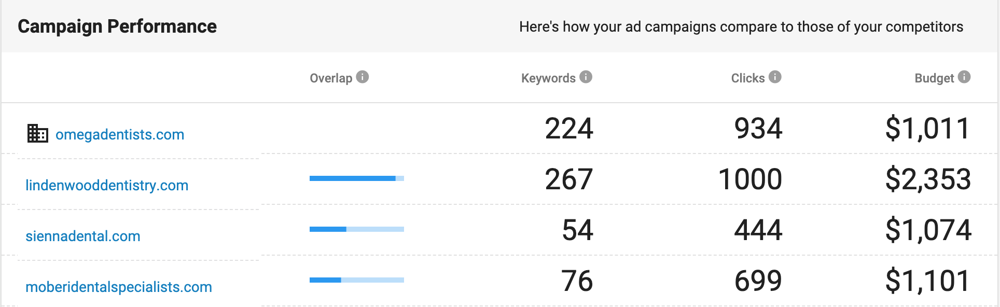 Campaign Performance Here's how your ad campaigns compare to those of your competitors
Overlap Keywords Clicks Budget
omegadentists.com 224 934 $1,011
lindenwooddentistry.com 267 1000 $2,353
siennadental.com 54 444 $1,074
moberidentalspecialists.com 76 699 $1,101